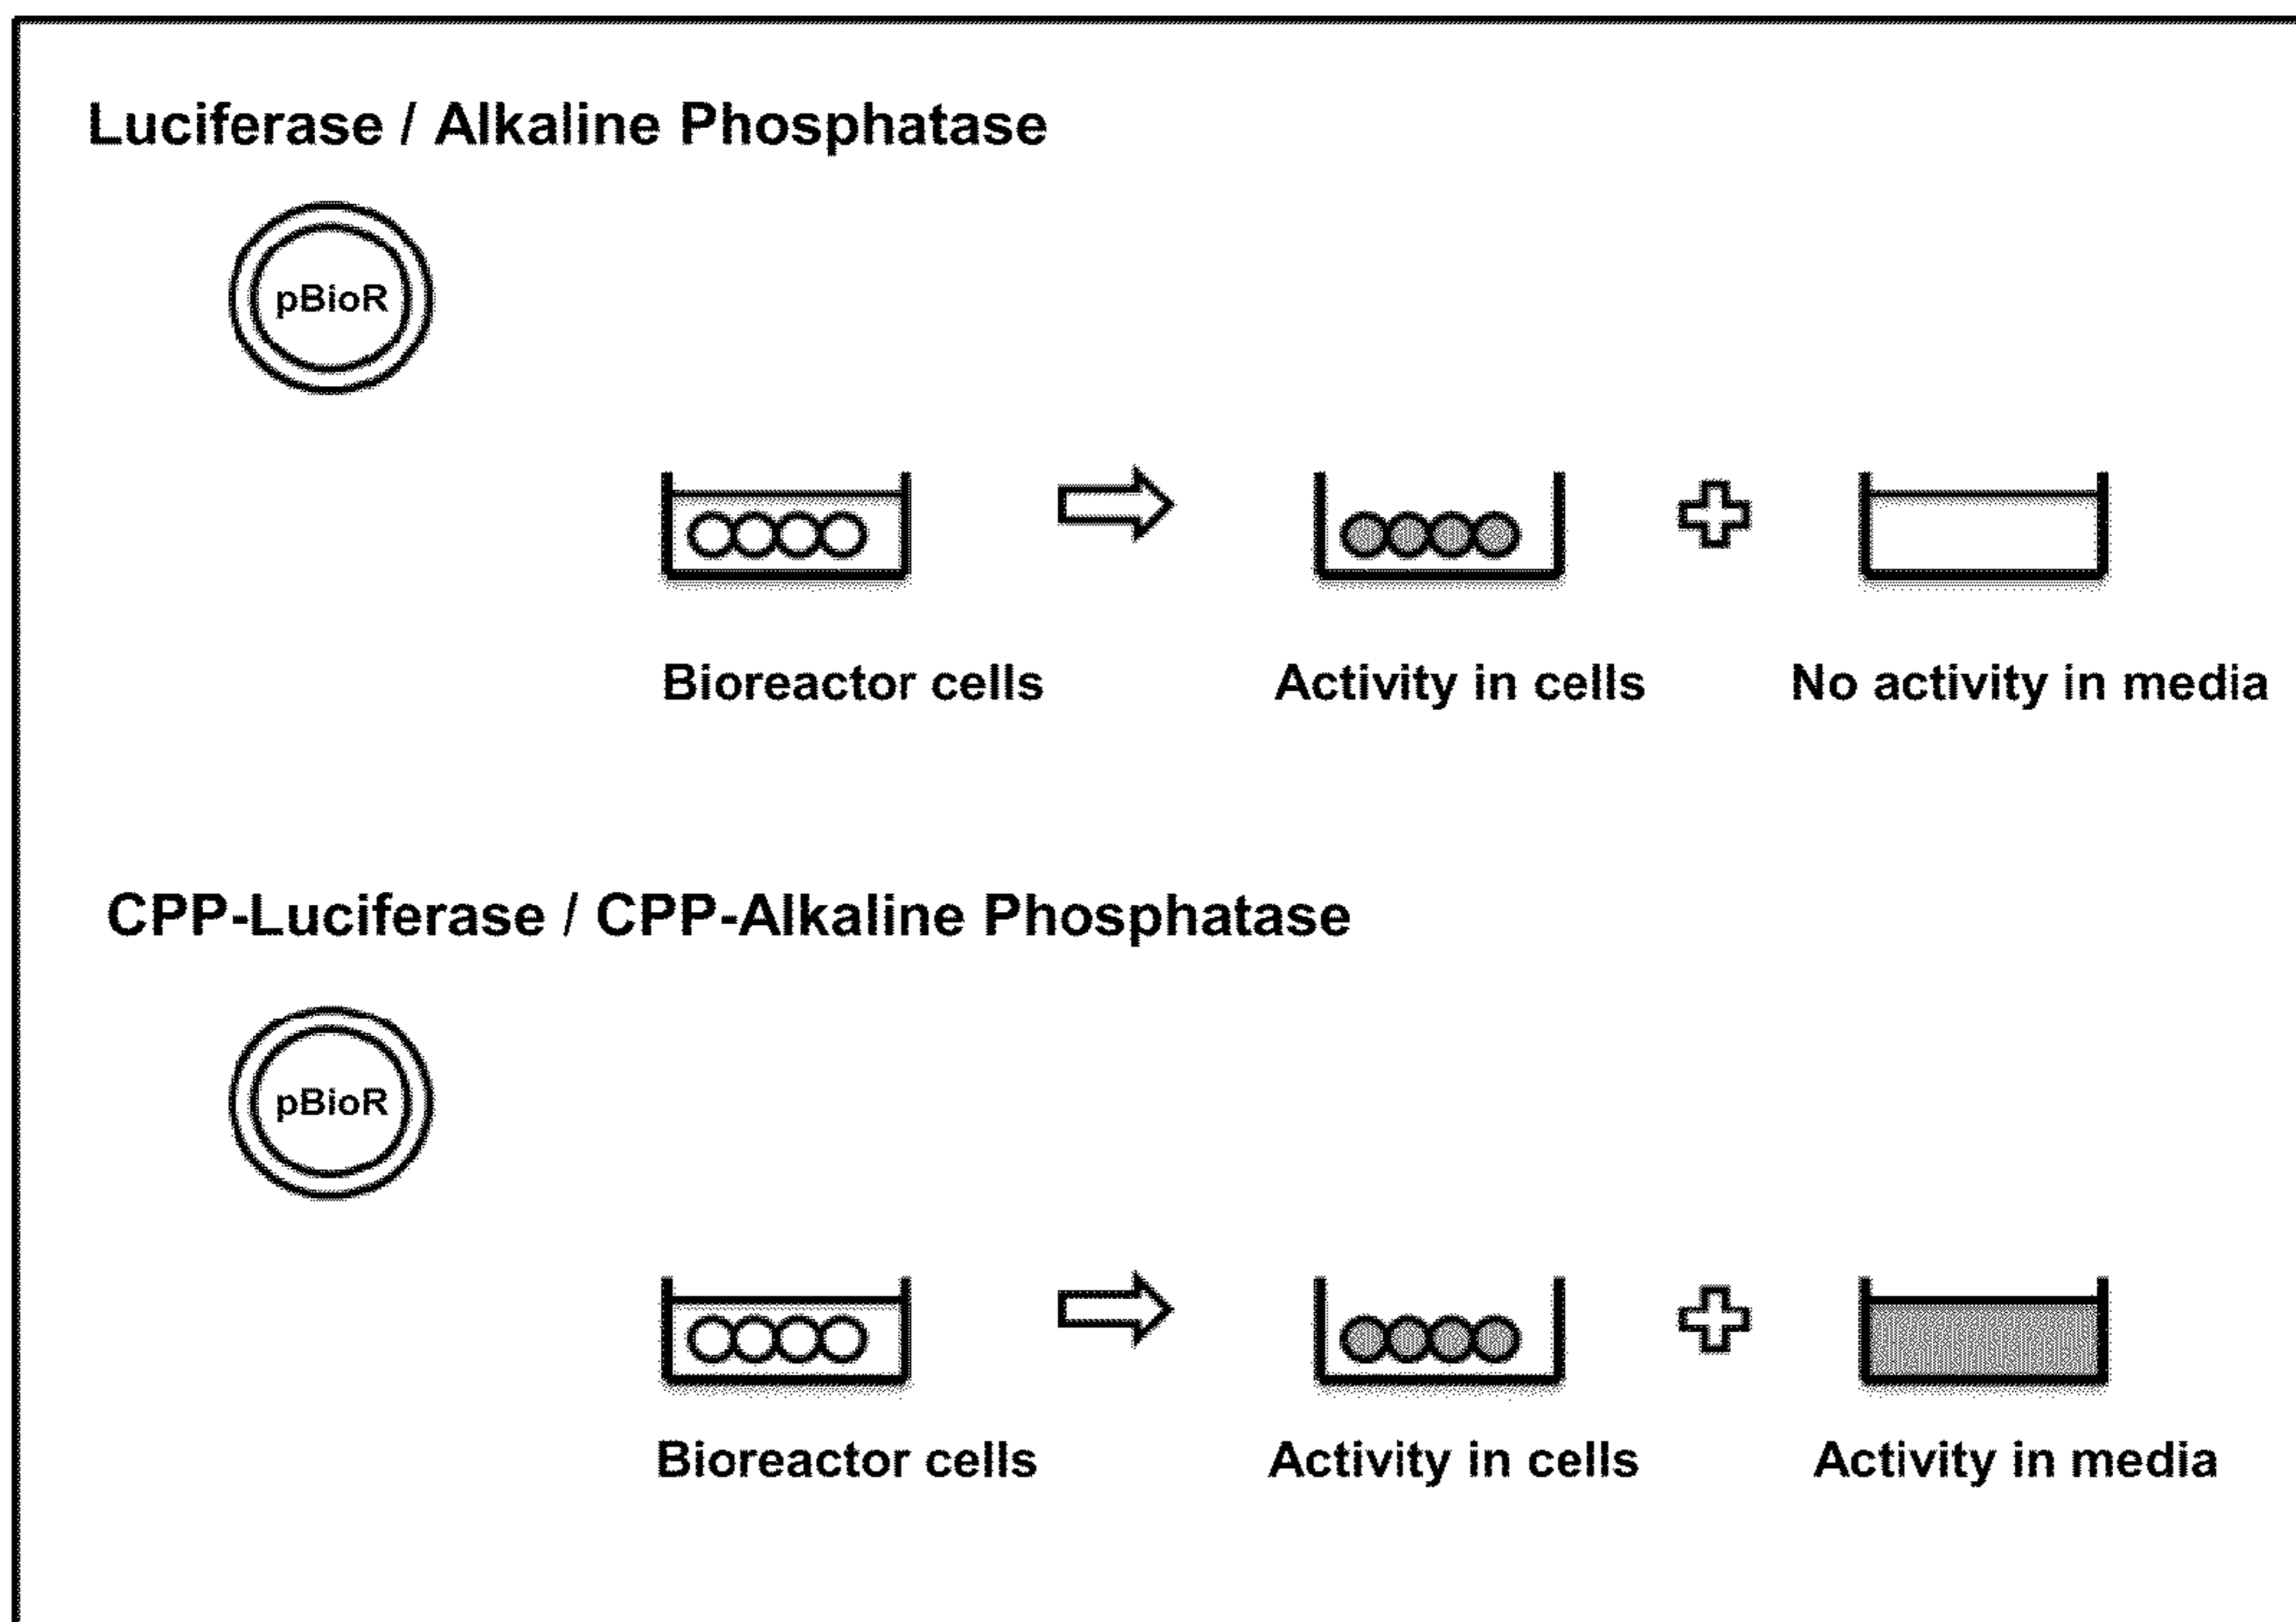 Luciferase / Alkaline Phosphatase
pBioR
Bioreactor cells
Activity in cells
No activity in media
CPP-Luciferase / CPP-Alkaline Phosphatase
pBioR
Bioreactor cells
Activity in cells
Activity in media